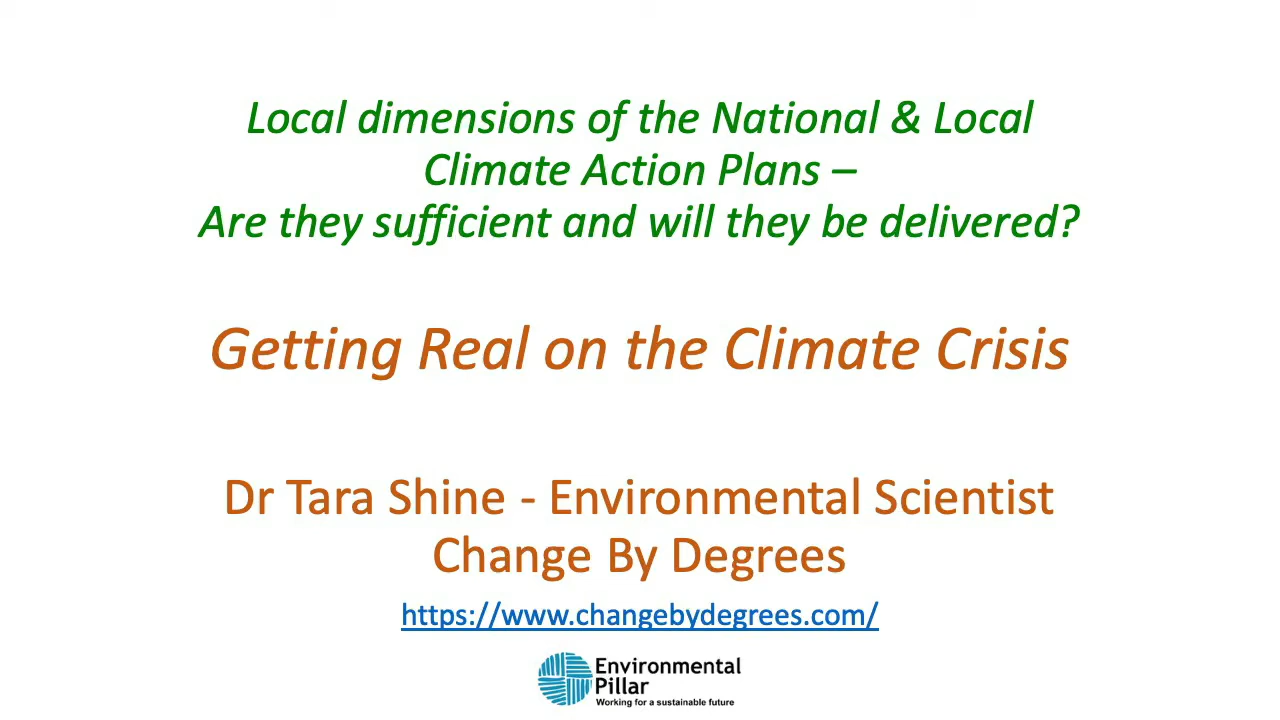 Local dimensions of the National & Local
Climate Action Plans –
Are they sufficient and will they be delivered?
Getting Real on the Climate Crisis
Dr Tara Shine - Environmental Scientist
Change By Degrees
https://www.changebydegrees.com/
Environmental
Pillar
Working for a sustainable future